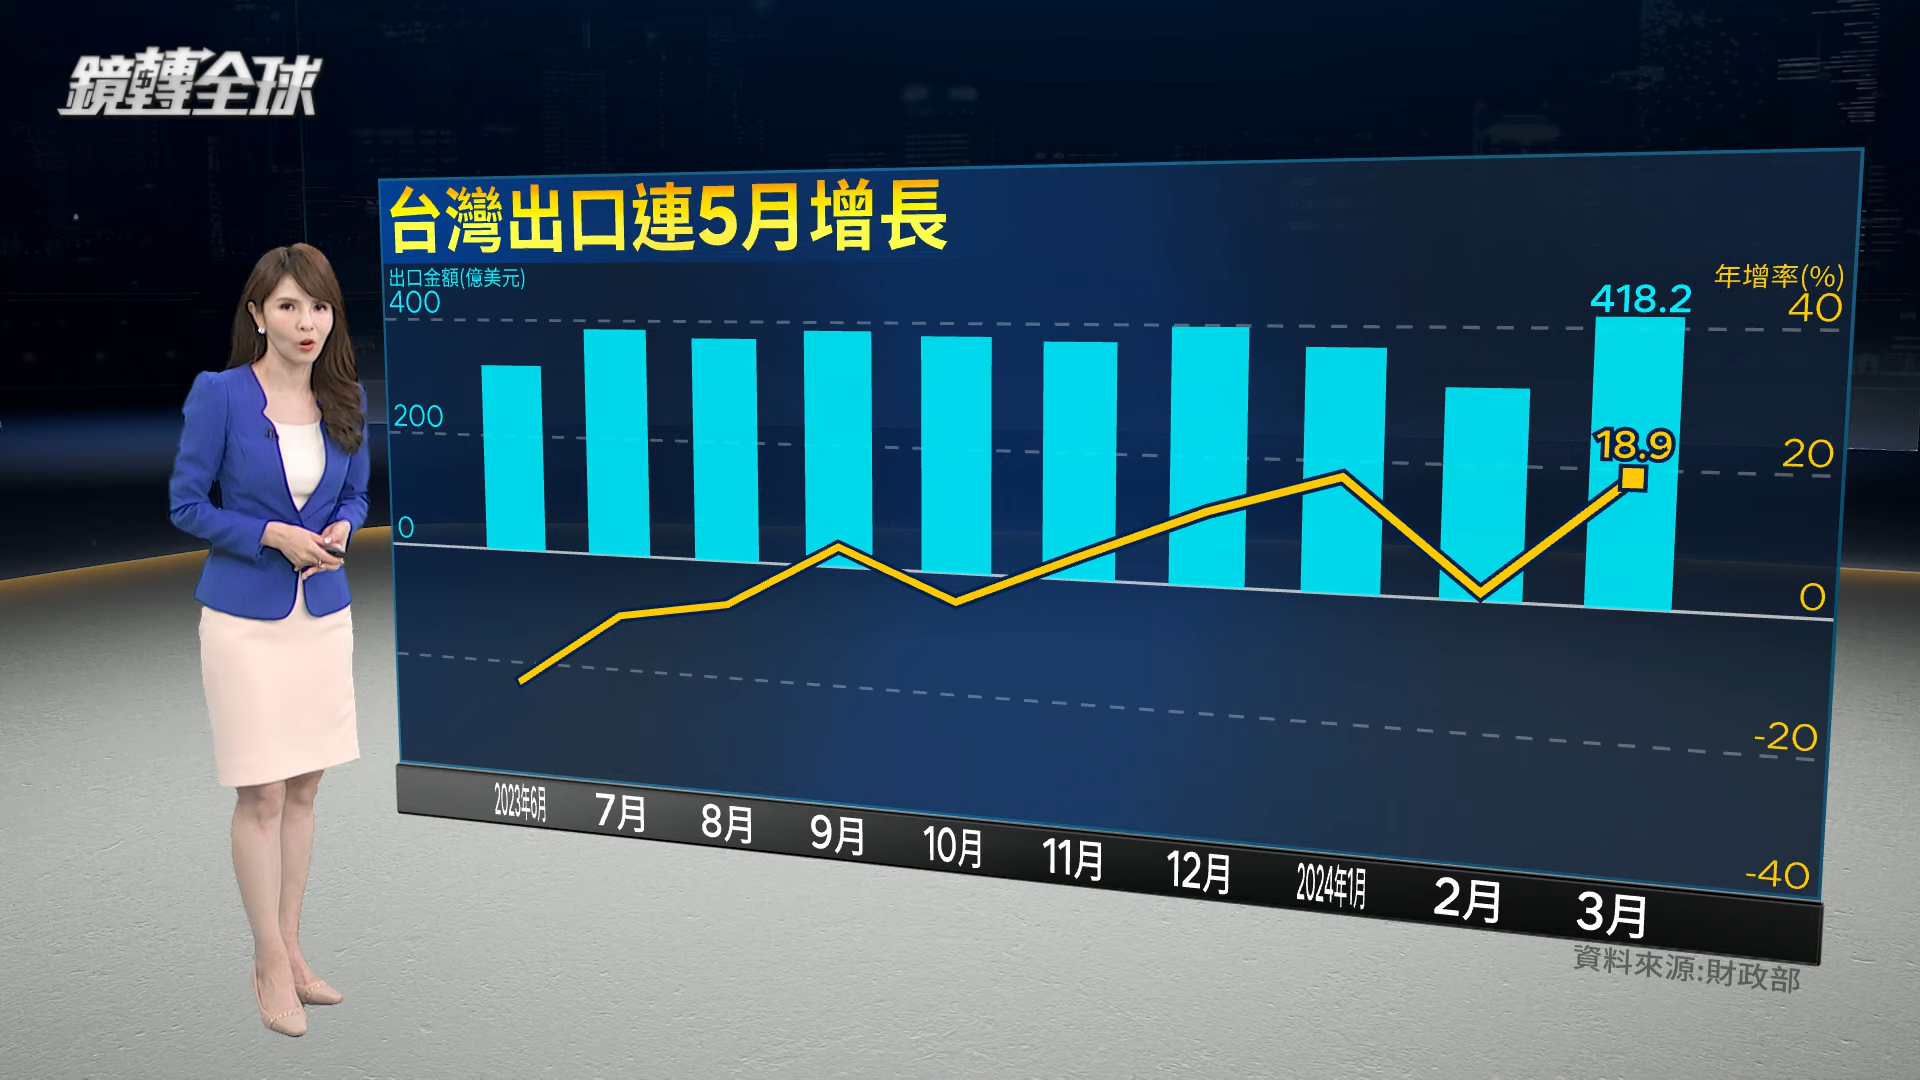 鏡轉全球
台灣出口連5月增長
出口金額(億美元)
年增率(%)
400
200
0
40
20
0
-20
-40
418.2
18.9
2023年6月 7月 8月 9月 10月 11月 12月 2024年1月 2月 3月
資料來源:財政部